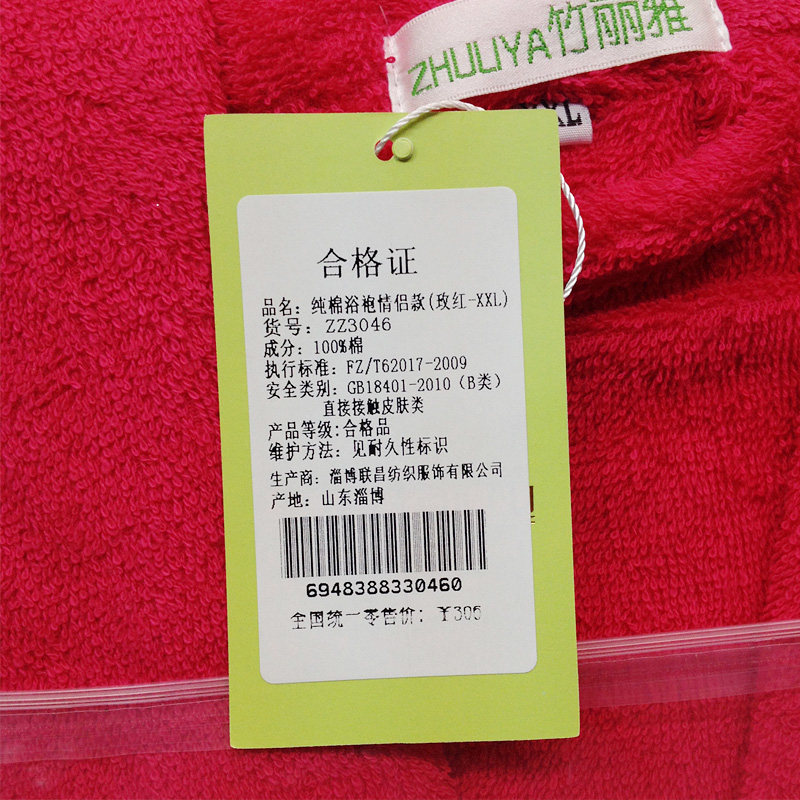 ZHULIYA竹丽雅
XL
合格证
品名：纯棉浴袍情侣款(玫红-XXL)
货号：ZZ3046
成分：100%棉
执行标准：FZ/T62017-2009
安全类别：GB18401-2010（B类）
直接接触皮肤类
产品等级:合格品
维护方法：见耐久性标识
生产商：淄博联昌纺织服饰有限公司
产地：山东淄博
6948388330460
全国统一零售价：￥306